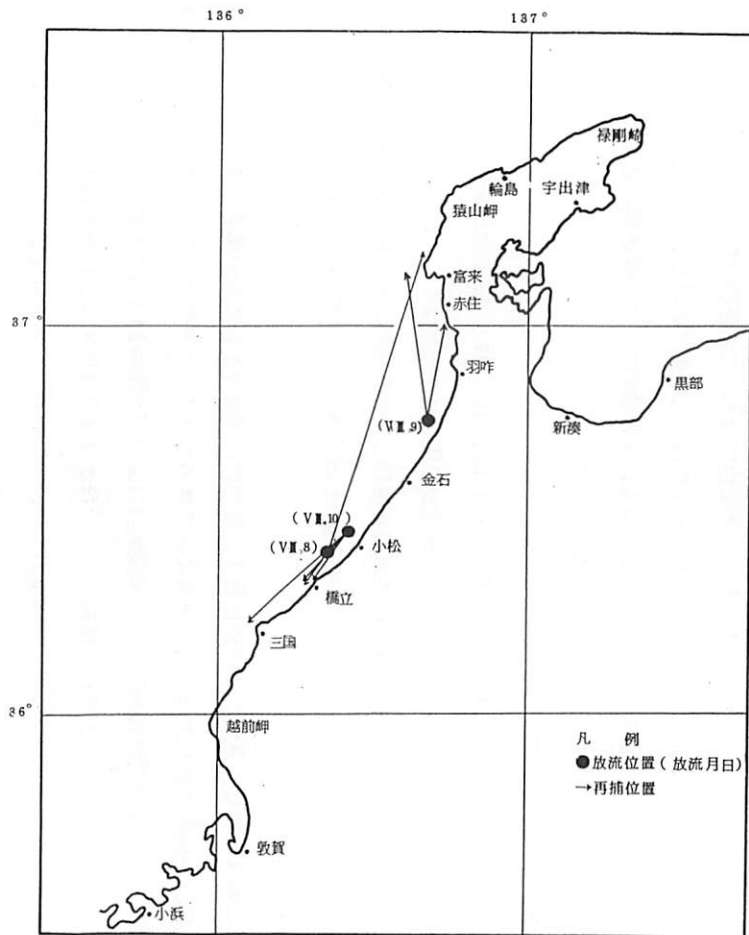 136°
137°
禄剛崎
輪島
宇出津
猿山岬
富来
赤住
37°
羽咋
黒部
(Ⅷ.9)
新湊
金石
(Ⅷ.10)
小松
(Ⅷ.8)
橋立
三国
36°
越前岬
凡 例
●放流位置(放流月日)
→再捕位置
敦賀
小浜